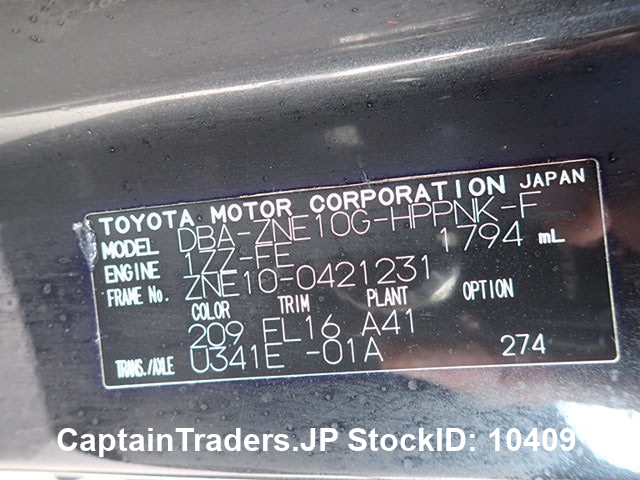 TOYOTA MOTOR CORPORATION JAPAN
MODEL DBA-ZNE10G-HPPNK-F
ENGINE 1ZZ-FE 1794 mL
FRAME No. ZNE10-0421231
COLOR TRIM PLANT OPTION
209 FL16 A41
TRANS./AXLE U341E -01A 274
CaptainTraders.JP StockID: 10409